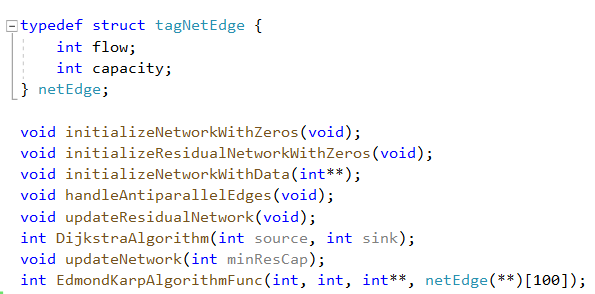 typedef struct tagNetEdge {
    int flow;
    int capacity;
} netEdge;
void initializeNetworkWithZeros(void);
void initializeResidualNetworkWithZeros(void);
void initializeNetworkWithData(int**);
void handleAntiparallelEdges(void);
void updateResidualNetwork(void);
int DijkstraAlgorithm(int source, int sink);
void updateNetwork(int minResCap);
int EdmondKarpAlgorithmFunc(int, int, int**, netEdge(**)[100]);